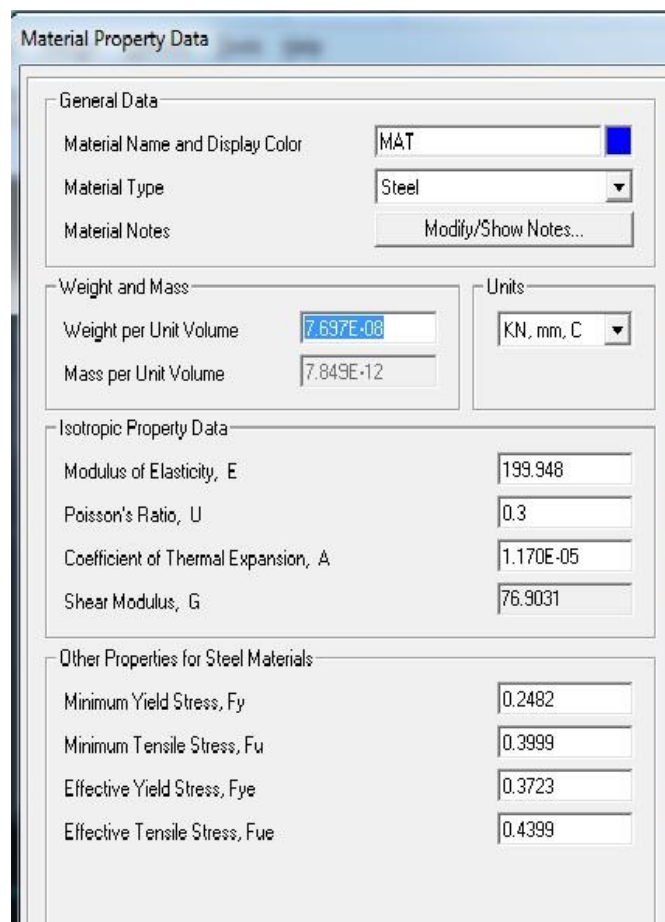 Material Property Data
General Data
Material Name and Display Color MAT
Material Type Steel
Material Notes Modify/Show Notes...
Weight and Mass Units
Weight per Unit Volume 7.697E-08 KN, mm, C
Mass per Unit Volume 7.849E-12
Isotropic Property Data
Modulus of Elasticity, E 199.948
Poisson's Ratio, U 0.3
Coefficient of Thermal Expansion, A 1.170E-05
Shear Modulus, G 76.9031
Other Properties for Steel Materials
Minimum Yield Stress, Fy 0.2482
Minimum Tensile Stress, Fu 0.3999
Effective Yield Stress, Fye 0.3723
Effective Tensile Stress, Fue 0.4399